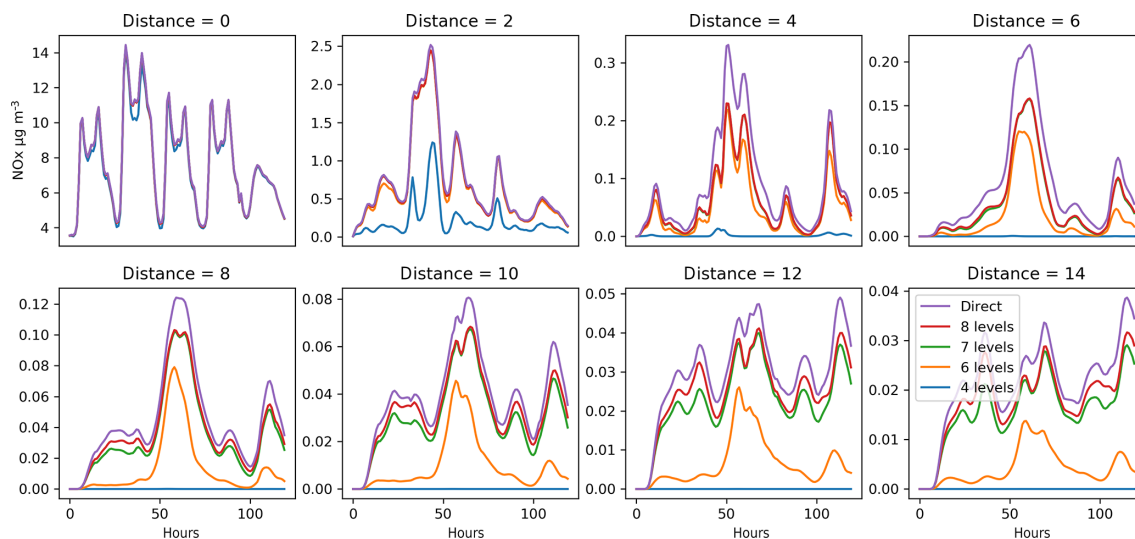 Distance = 0
Distance = 2
Distance = 4
Distance = 6
NOx µg m-3
14
12
10
8
6
4
2.5
2.0
1.5
1.0
0.5
0.0
0.3
0.2
0.1
0.0
0.20
0.15
0.10
0.05
0.00
Distance = 8
Distance = 10
Distance = 12
Distance = 14
0.12
0.10
0.08
0.06
0.04
0.02
0.00
0 50 100
Hours
0.08
0.06
0.04
0.02
0.00
0 50 100
Hours
0.05
0.04
0.03
0.02
0.01
0.00
0 50 100
Hours
0.04
0.03
0.02
0.01
0.00
Direct
8 levels
7 levels
6 levels
4 levels
0 50 100
Hours